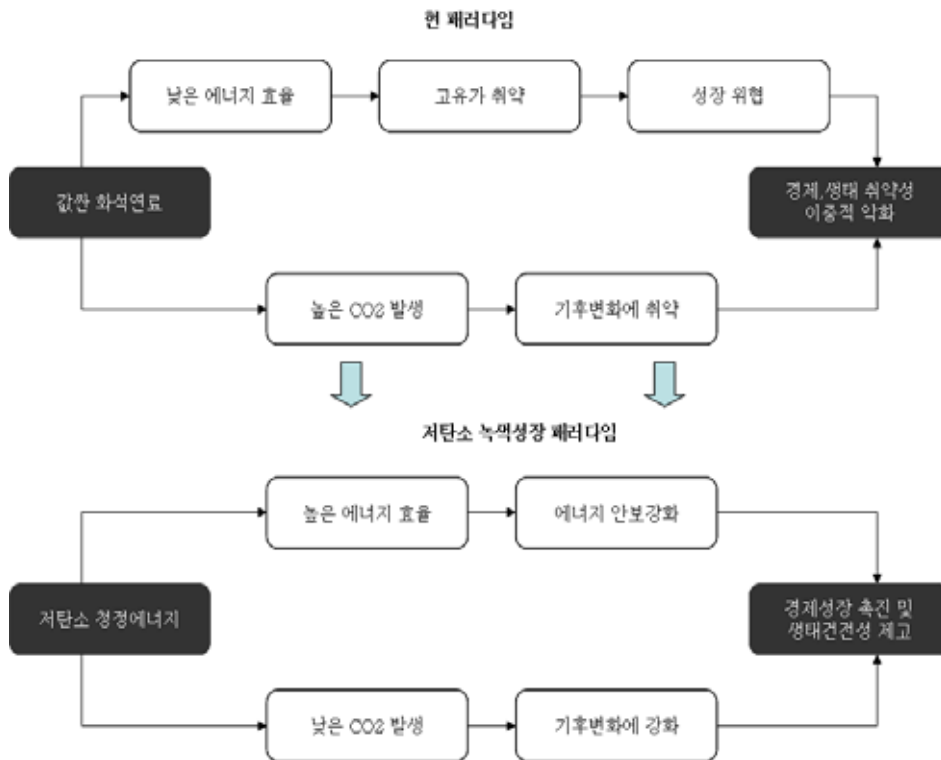 현 패러다임
낮은 에너지 효율
고유가 취약
성장 위협
값싼 화석연료
경제,생태 취약성
이중적 악화
높은 CO2 발생
기후변화에 취약
저탄소 녹색성장 패러다임
높은 에너지 효율
에너지 안보강화
저탄소 청정에너지
경제성장 촉진 및
생태건전성 제고
낮은 CO2 발생
기후변화에 강화